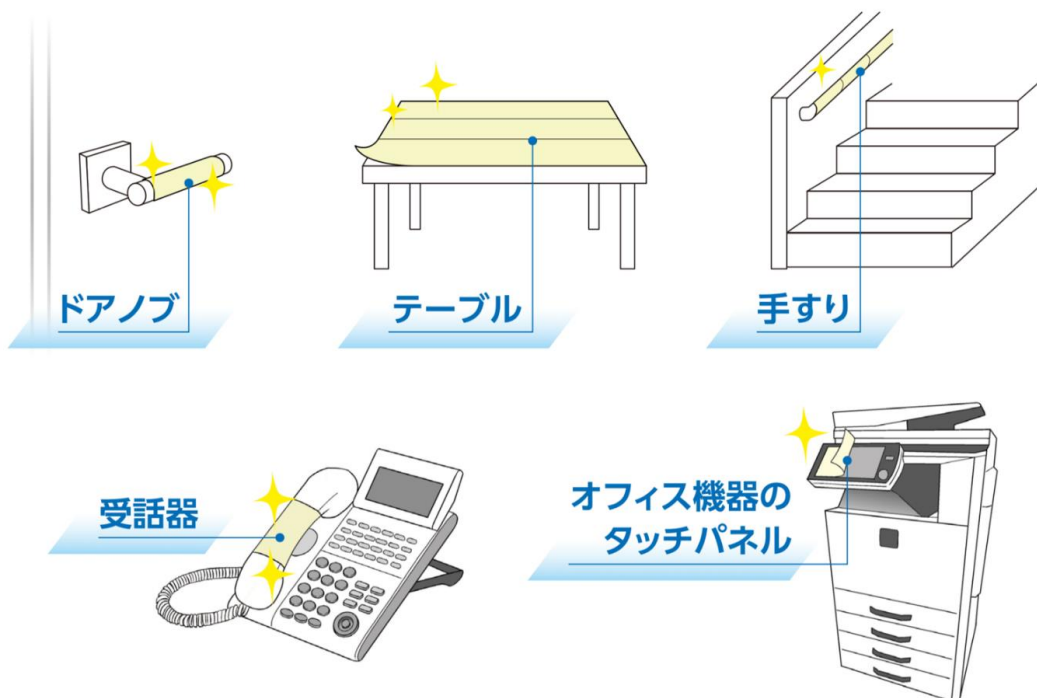 ドアノブ
テーブル
手すり
受話器
オフィス機器の
タッチパネル